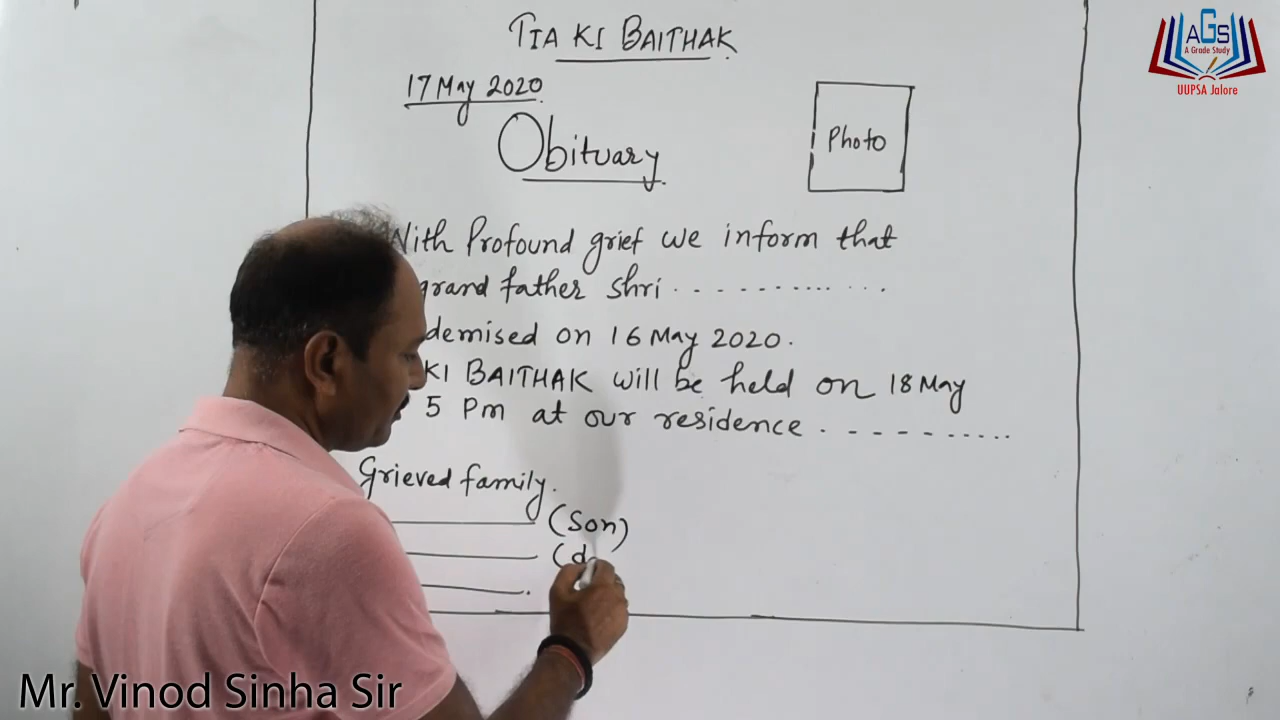 TIA KI BAITHAK
17 May 2020
Obituary
Photo
With Profound grief we inform that
grand father Shri . - - - - - ...... . . .
demised on 16 May 2020.
KI BAITHAK will be held on 18 May
5 Pm at our residence . - - - - - .....
Grieved family.
(Son)
(d
AGS
A Grade Study
UUPSA Jalore
Mr. Vinod Sinha Sir